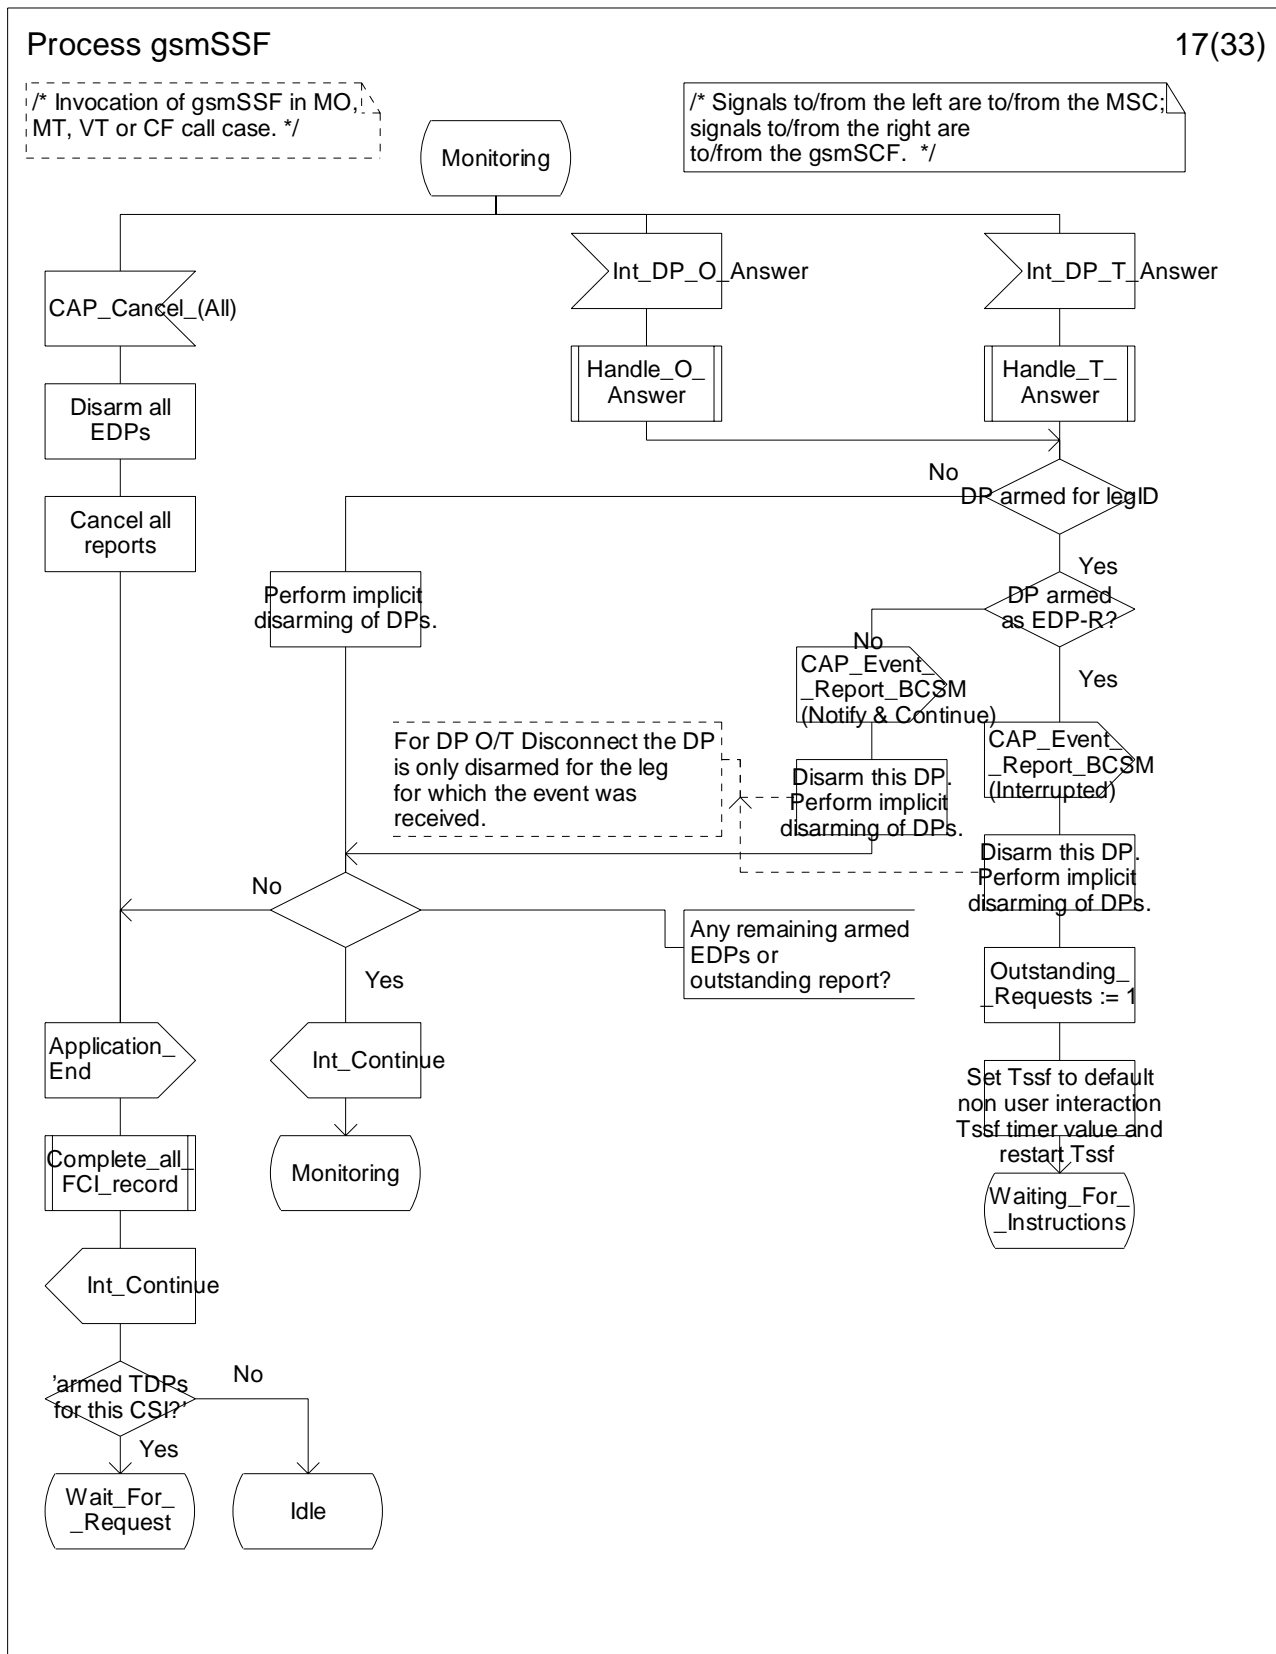 Process gsmSSF
17(33)
/* Invocation of gsmSSF in MO,
MT, VT or CF call case. */
/* Signals to/from the left are to/from the MSC;
signals to/from the right are
to/from the gsmSCF.  */
Monitoring
CAP_Cancel_(All)
Int_DP_O_Answer
Int_DP_T_Answer
Handle_O_
Answer
Handle_T_
Answer
Disarm all
EDPs
No
DP armed for legID
Cancel all
reports
Yes
Perform implicit
disarming of DPs.
DP armed
as EDP-R?
No
CAP_Event_
_Report_BCSM
(Notify & Continue)
Yes
For DP O/T Disconnect the DP
is only disarmed for the leg
for which the event was
received.
CAP_Event_
_Report_BCSM
(Interrupted)
Disarm this DP.
Perform implicit
disarming of DPs.
Disarm this DP.
Perform implicit
disarming of DPs.
No
Any remaining armed
EDPs or
outstanding report?
Yes
Outstanding_
_Requests := 1
Application_
End
Int_Continue
Set Tssf to default
non user interaction
Tssf timer value and
restart Tssf
Complete_all_
FCI_record
Monitoring
Waiting_For_
_Instructions
Int_Continue
'armed TDPs
for this CSI?'
No
Yes
Wait_For_
_Request
Idle